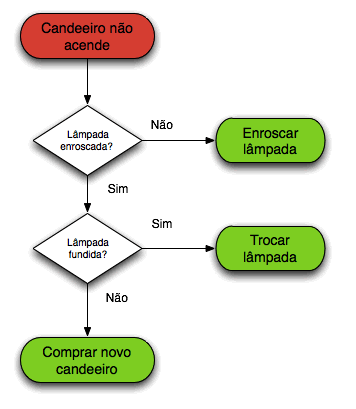 Candeeiro não
acende
Lâmpada
enroscada?
Não
Enroscar
lâmpada
Sim
Lâmpada
fundida?
Sim
Trocar
lâmpada
Não
Comprar novo
candeeiro